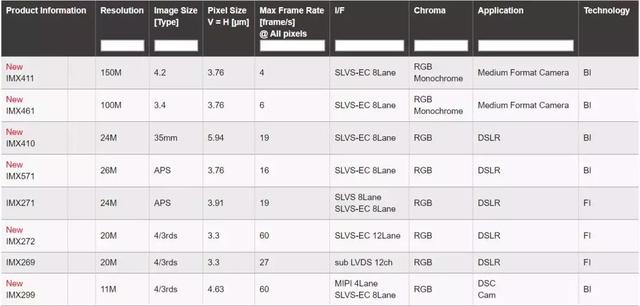 Product Information Resolution Image Size [Type] Pixel Size V = H [µm] Max Frame Rate [frame/s] @ All pixels I/F Chroma Application Technology
New IMX411 150M 4.2 3.76 4 SLVS-EC 8Lane RGB Monochrome Medium Format Camera BI
New IMX461 100M 3.4 3.76 6 SLVS-EC 8Lane RGB Monochrome Medium Format Camera BI
New IMX410 24M 35mm 5.94 19 SLVS-EC 8Lane RGB DSLR BI
New IMX571 26M APS 3.76 16 SLVS-EC 8Lane RGB DSLR BI
IMX271 24M APS 3.91 19 SLVS 8Lane SLVS-EC 8Lane RGB DSLR FI
New IMX272 20M 4/3rds 3.3 60 SLVS-EC 12Lane RGB DSLR FI
IMX269 20M 4/3rds 3.3 27 sub LVDS 12ch RGB DSLR FI
New IMX299 11M 4/3rds 4.63 60 MIPI 4Lane SLVS-EC 8Lane RGB DSC Cam BI